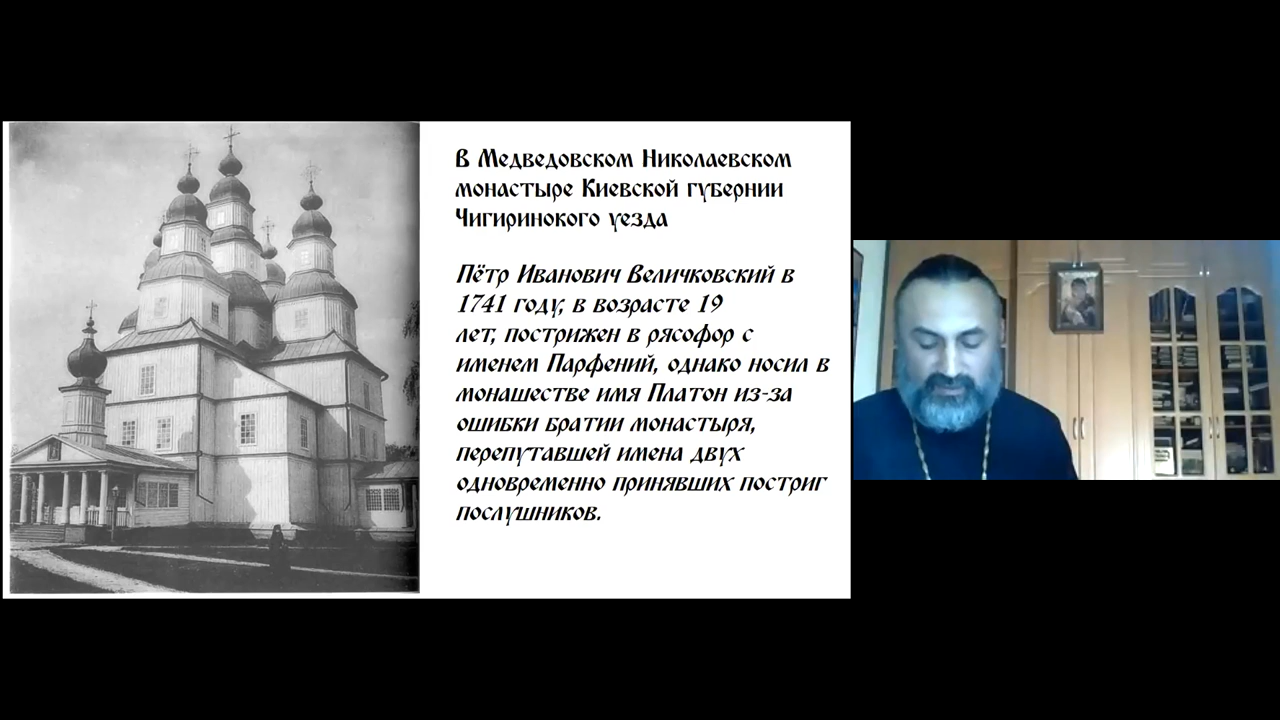 В Медведовском Николаевском
монастыре Киевской губернии
Чигиринокого уезда
Пётр Иванович Величковский в
1741 году, в возрасте 19
лет, пострижен в рясофор с
именем Парфений, однако носил в
монашестве имя Платон из-за
ошибки братии монастыря,
перепутавшей имена двух
одновременно принявших постриг
послушников.